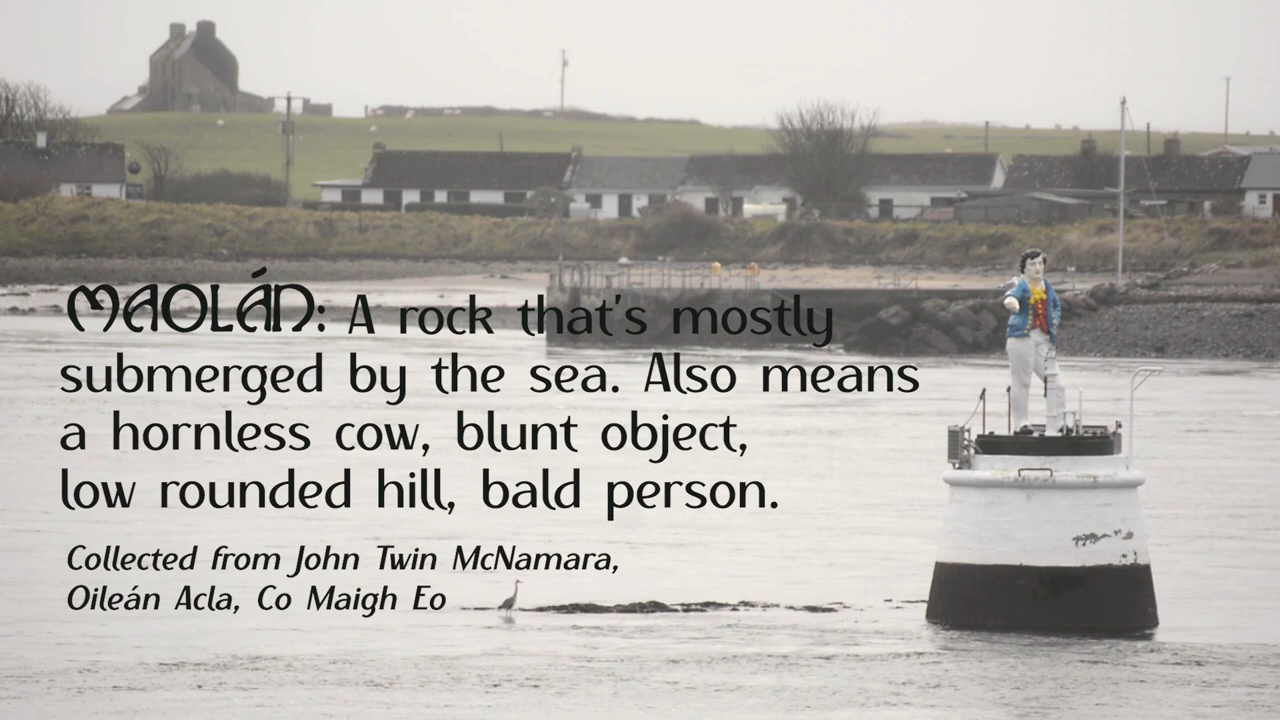 MAOLÁN: A rock that's mostly
submerged by the sea. Also means
a hornless cow, blunt object,
low rounded hill, bald person.
Collected from John Twin McNamara,
Oileán Acla, Co Maigh Eo